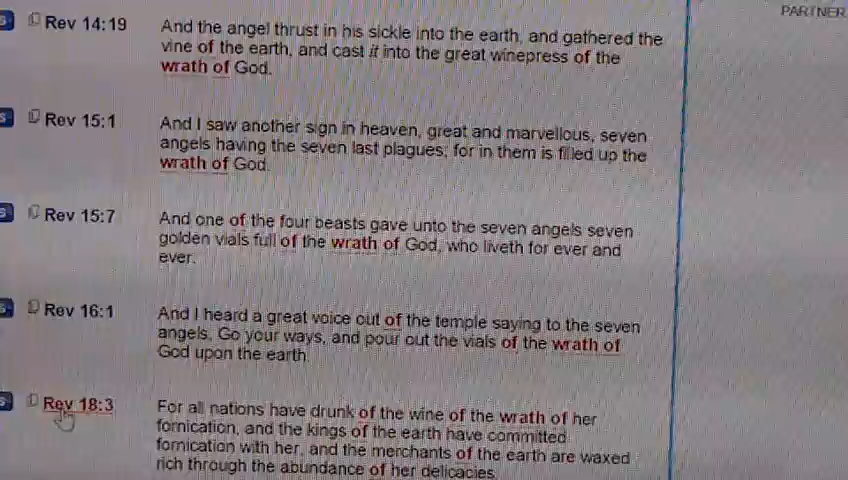 PARTNER
Rev 14:19
And the angel thrust in his sickle into the earth, and gathered the
vine of the earth, and cast it into the great winepress of the
wrath of God.
Rev 15:1
And I saw another sign in heaven, great and marvellous, seven
angels having the seven last plagues; for in them is filled up the
wrath of God.
Rev 15:7
And one of the four beasts gave unto the seven angels seven
golden vials full of the wrath of God, who liveth for ever and
ever.
Rev 16:1
And I heard a great voice out of the temple saying to the seven
angels, Go your ways, and pour out the vials of the wrath of
God upon the earth.
Rev 18:3
For all nations have drunk of the wine of the wrath of her
fornication, and the kings of the earth have committed
fornication with her, and the merchants of the earth are waxed
rich through the abundance of her delicacies.